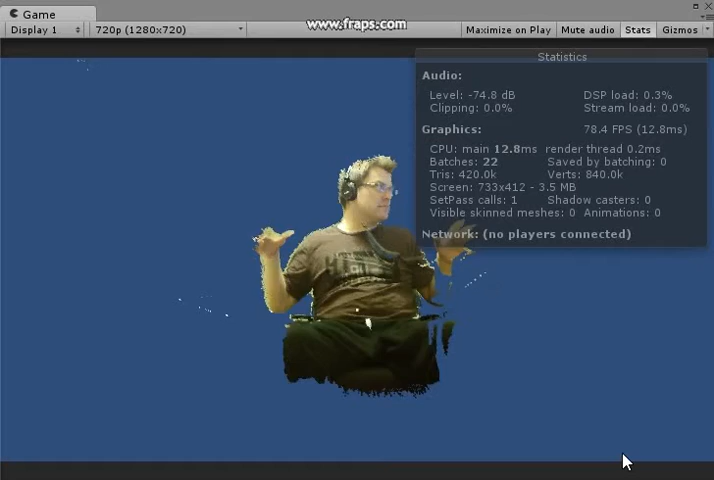 Game
Display 1
720p (1280x720)
www.fraps.com
Maximize on Play
Mute audio
Stats
Gizmos
Statistics
Audio:
Level: -74.8 dB DSP load: 0.3%
Clipping: 0.0% Stream load: 0.0%
Graphics: 78.4 FPS (12.8ms)
CPU: main 12.8ms render thread 0.2ms
Batches: 22 Saved by batching: 0
Tris: 420.0k Verts: 840.0k
Screen: 733x412 - 3.5 MB
SetPass calls: 1 Shadow casters: 0
Visible skinned meshes: 0 Animations: 0
Network: (no players connected)